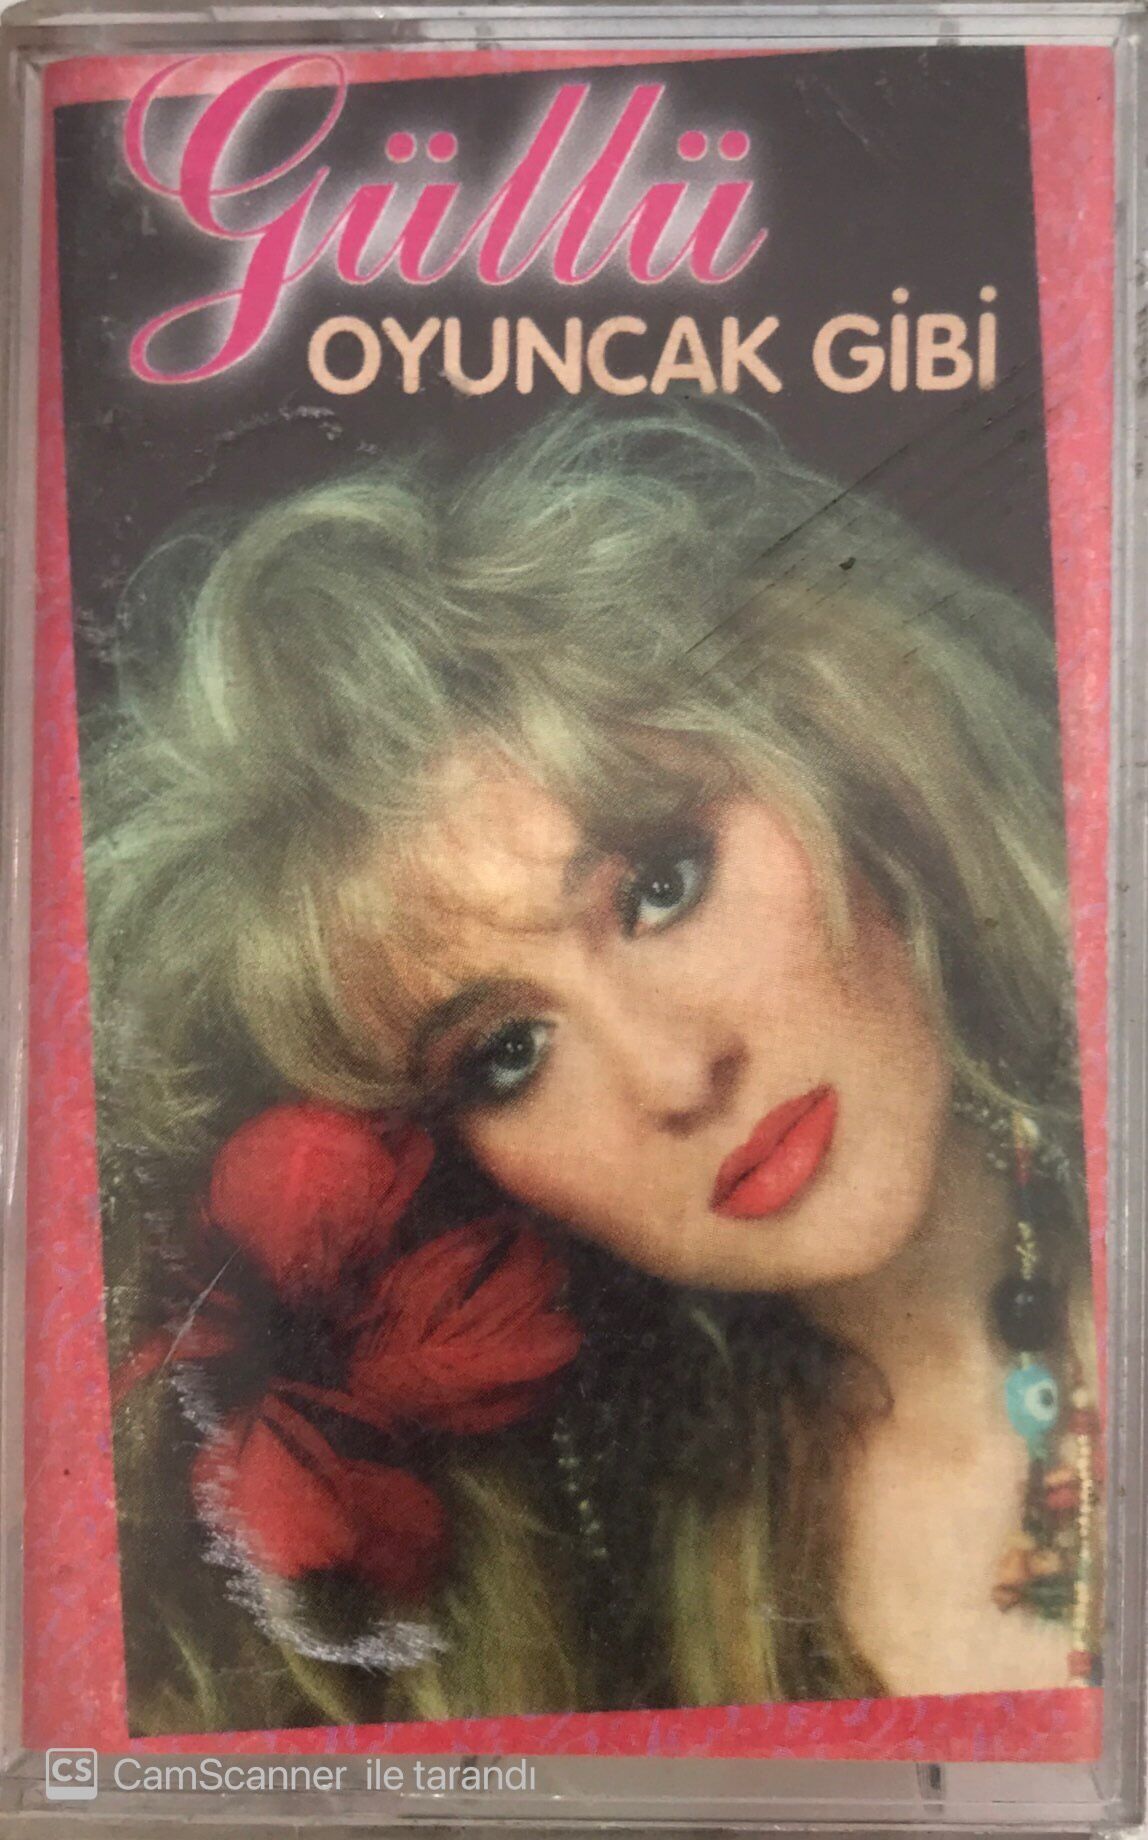 Güllü
OYUNCAK GİBİ
CS CamScanner ile tarandı